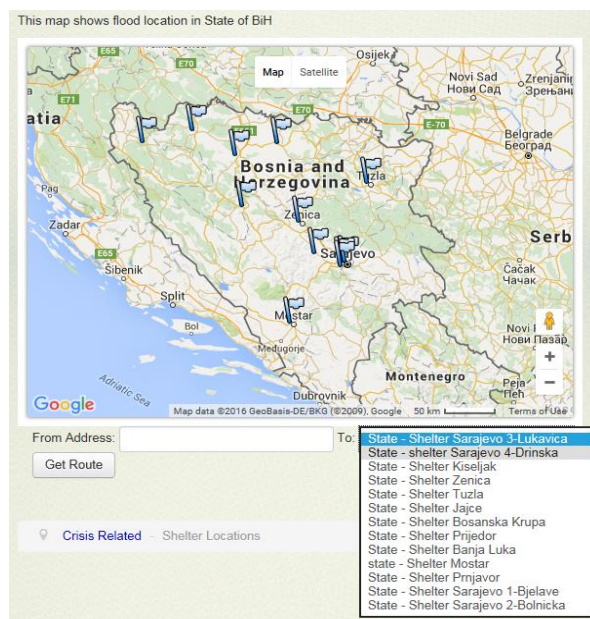 This map shows flood location in State of BiH
Osijek
E70
Map Satellite
Novi Sad
Нови Сад
Zrenjanin
Зрењани
E71
atia
E70
E-70
Belgrade
Београд
Bosnia and
Herzegovina
Tuzla
Pag
Zadar
Zenica
Serb
E65
Sarajevo
Šibenik
Čačak
Чачак
Split
Mostar
Bol
Novi
Нови Пазар
Međugorje
+
Montenegro
Peja
Adriatic Sea
−
Google
Dubrovnik
Map data ©2016 GeoBasis-DE/BKG (©2009), Google 50 km Terms of Use
From Address: To:
Get Route
State - Shelter Sarajevo 3-Lukavica
State - shelter Sarajevo 4-Drinska
State - Shelter Kiseljak
State - Shelter Zenica
State - Shelter Tuzla
State - Shelter Jajce
State - Shelter Bosanska Krupa
State - Shelter Prijedor
State - Shelter Banja Luka
state - Shelter Mostar
State - Shelter Prnjavor
State - Shelter Sarajevo 1-Bjelave
State - Shelter Sarajevo 2-Bolnicka
Crisis Related - Shelter Locations